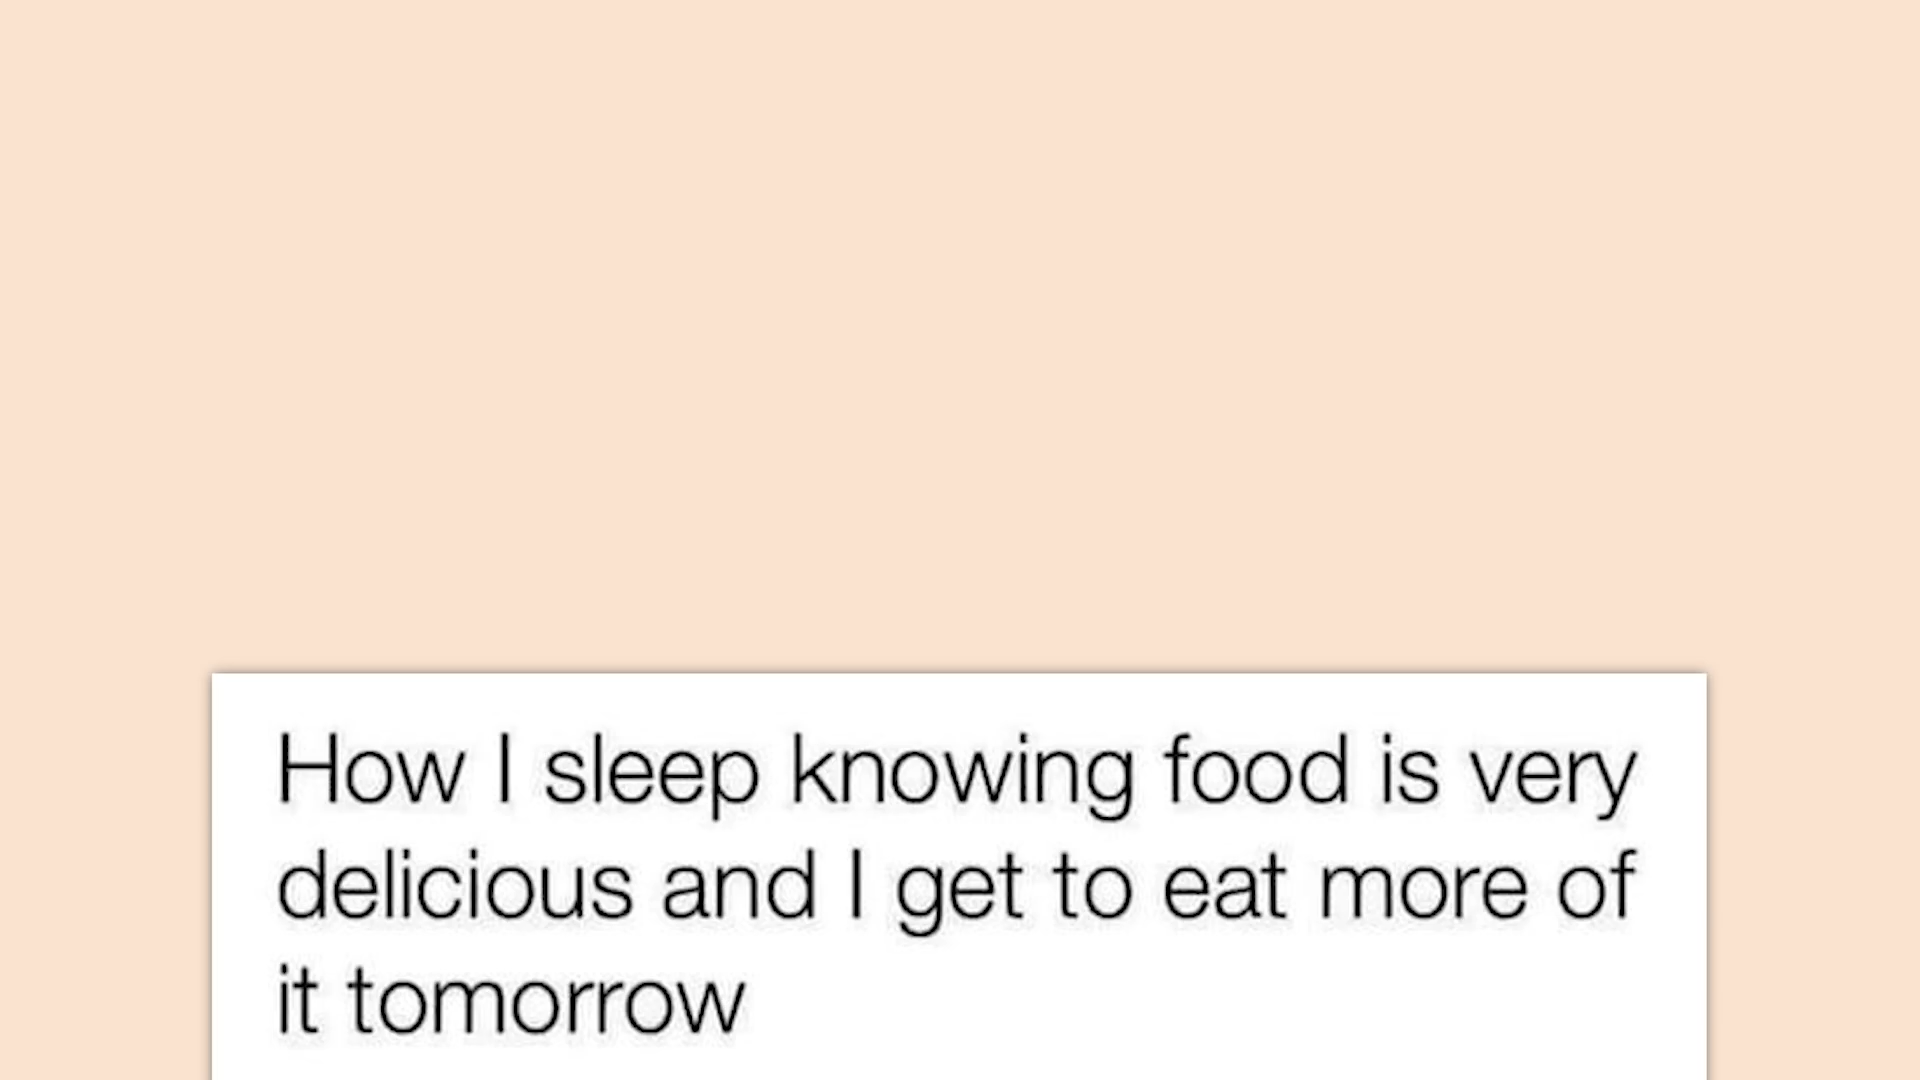 How I sleep knowing food is very
delicious and I get to eat more of
it tomorrow